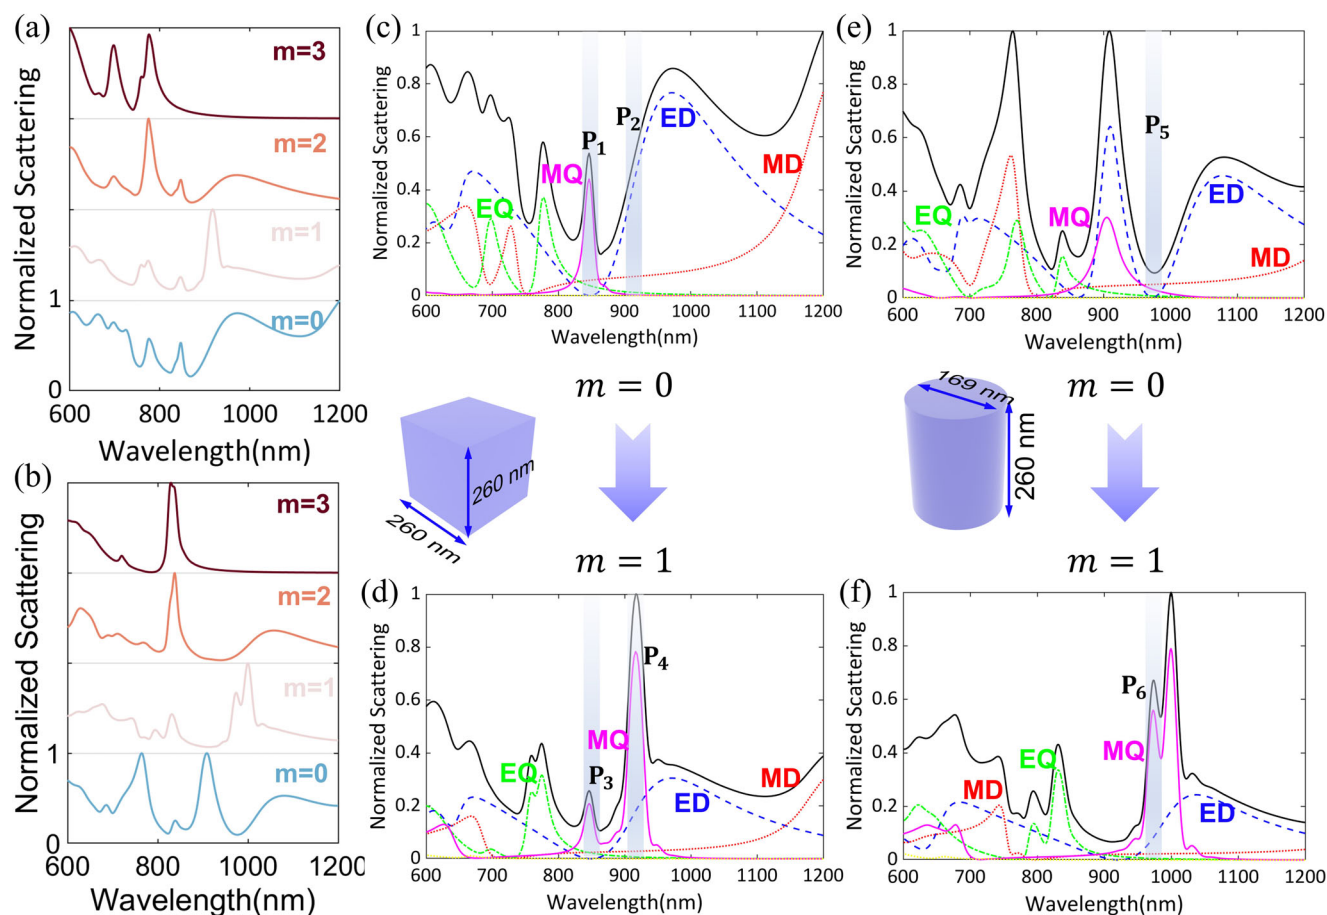 (a)
Normalized Scattering
m=3
m=2
m=1
m=0
1
0
600
800
1000
1200
Wavelength(nm)
(b)
Normalized Scattering
m=3
m=2
m=1
m=0
1
0
600
800
1000
1200
Wavelength(nm)
(c)
Normalized Scattering
1
0.8
0.6
0.4
0.2
0
P1
P2
ED
MQ
MD
EQ
600 700 800 900 1000 1100 1200
Wavelength(nm)
m = 0
260 nm
260 nm
m = 1
(d)
Normalized Scattering
1
0.8
0.6
0.4
0.2
0
P4
MQ
EQ
P3
MD
ED
600 700 800 900 1000 1100 1200
Wavelength(nm)
(e)
Normalized Scattering
1
0.8
0.6
0.4
0.2
0
P5
EQ
MQ
ED
MD
600 700 800 900 1000 1100 1200
Wavelength(nm)
169 nm
260 nm
m = 0
m = 1
(f)
Normalized Scattering
1
0.8
0.6
0.4
0.2
0
P6
EQ
MQ
MD
ED
600 700 800 900 1000 1100 1200
Wavelength(nm)